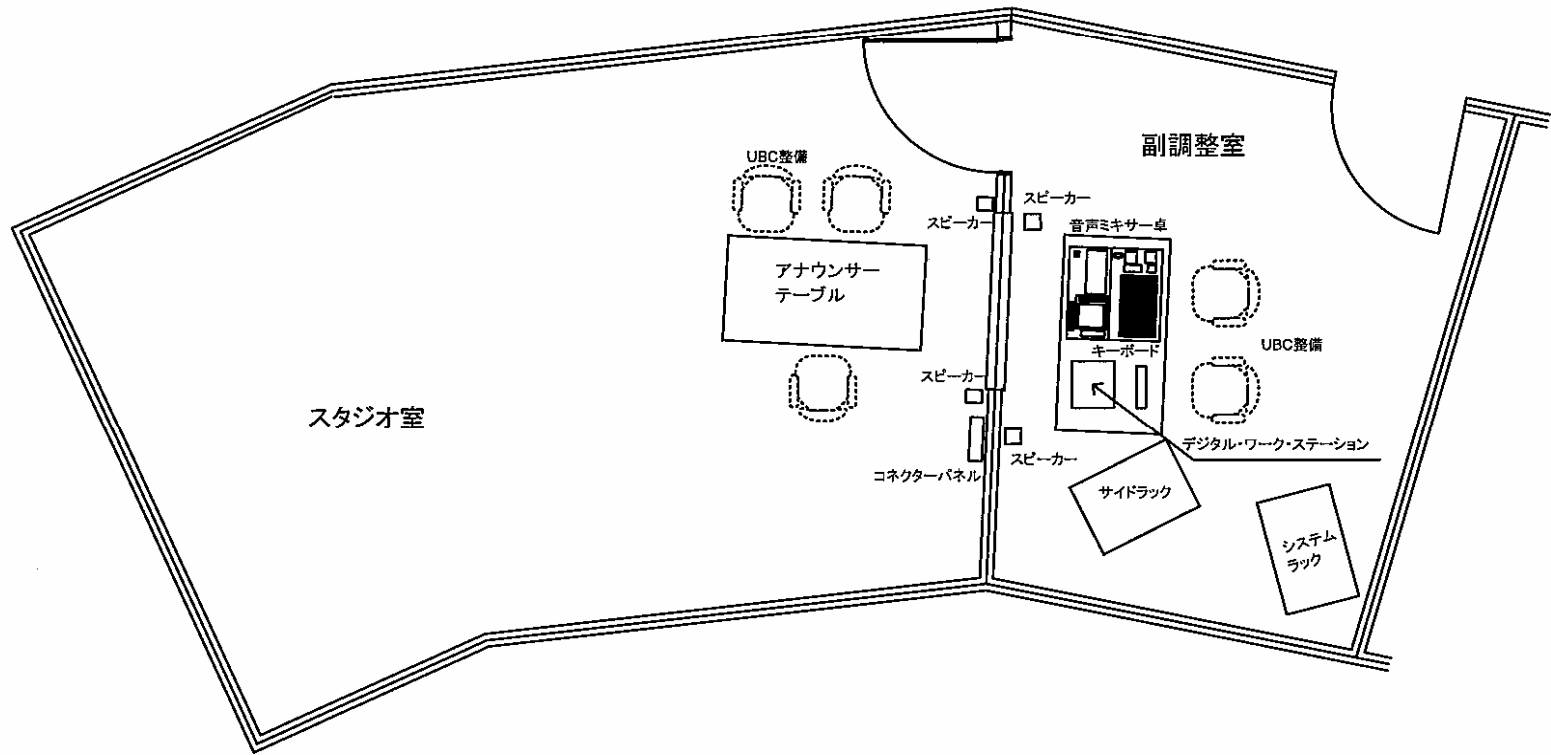 副調整室
UBC整備
スピーカー
スピーカー
音声ミキサー卓
アナウンサー
テーブル
キーボード
UBC整備
スピーカー
スタジオ室
デジタル・ワーク・ステーション
スピーカー
コネクターパネル
サイドラック
システム
ラック